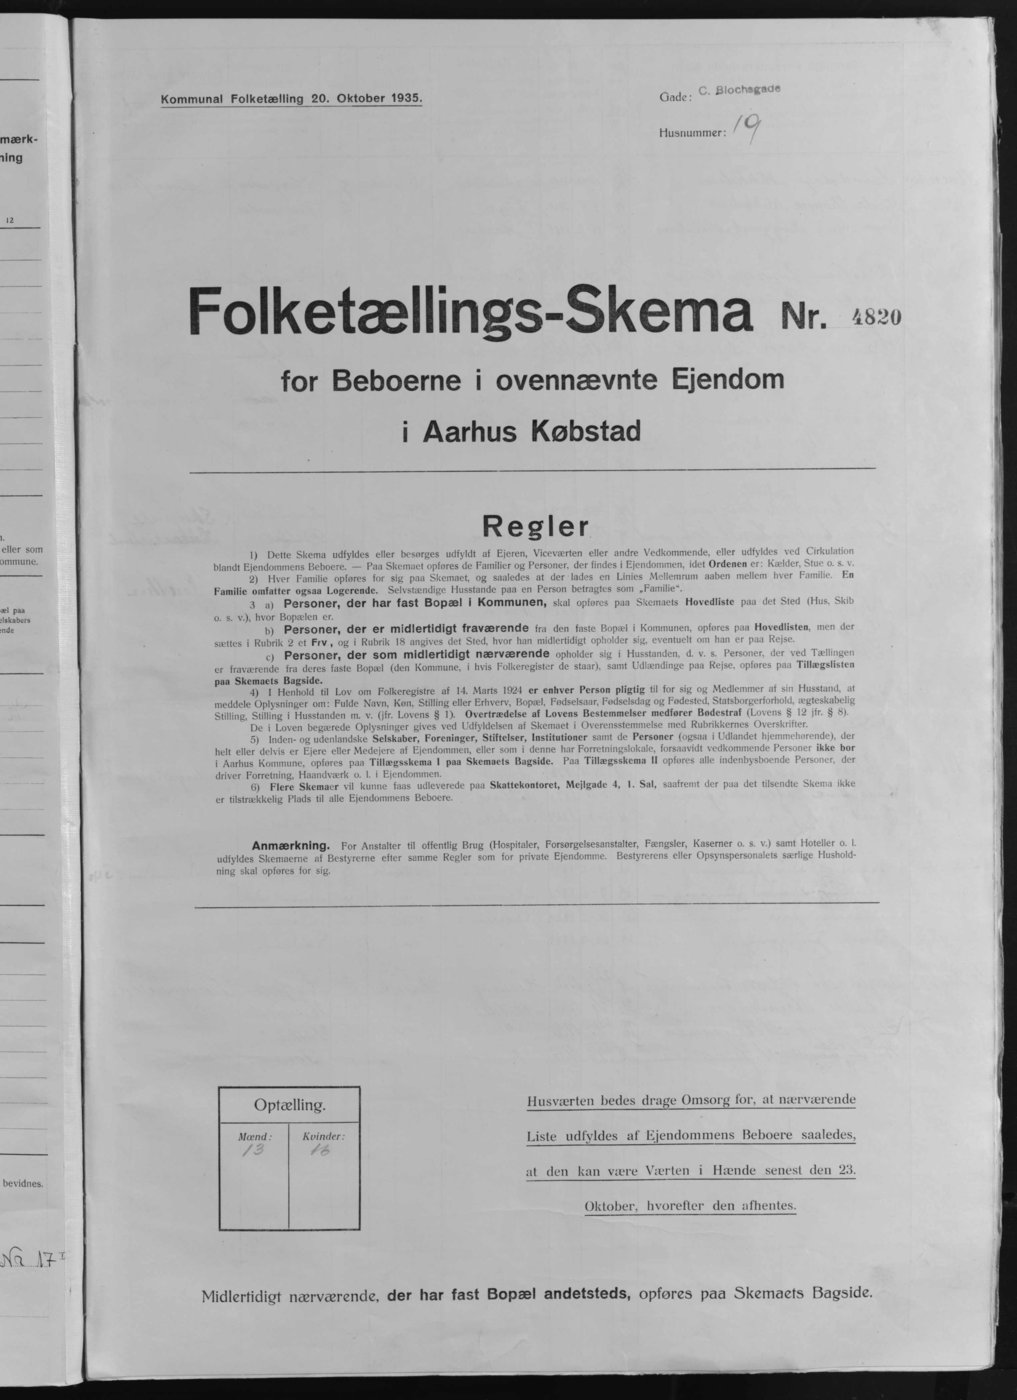 mærk-
ning
12
n.
eller som
ommune.
pæl paa
elskabers
ende
bevidnes.
Nr 17 I
Kommunal Folketælling 20. Oktober 1935.
Gade: C. Blochsgade
Husnummer: 19
Folketællings-Skema Nr. 4820
for Beboerne i ovennævnte Ejendom
i Aarhus Købstad
Regler
1) Dette Skema udfyldes eller besørges udfyldt af Ejeren, Viceværten eller andre Vedkommende, eller udfyldes ved Cirkulation
blandt Ejendommens Beboere. — Paa Skemaet opføres de Familier og Personer, der findes i Ejendommen, idet Ordenen er: Kælder, Stue o. s. v.
2) Hver Familie opføres for sig paa Skemaet, og saaledes at der lades en Linies Mellemrum aaben mellem hver Familie. En
Familie omfatter ogsaa Logerende. Selvstændige Husstande paa en Person betragtes som „Familie“.
3 a) Personer, der har fast Bopæl i Kommunen, skal opføres paa Skemaets Hovedliste paa det Sted (Hus, Skib
o. s. v.), hvor Bopælen er.
b) Personer, der er midlertidigt fraværende fra den faste Bopæl i Kommunen, opføres paa Hovedlisten, men der
sættes i Rubrik 2 et Frv., og i Rubrik 18 angives det Sted, hvor han midlertidigt opholder sig, eventuelt om han er paa Rejse.
c) Personer, der som midlertidigt nærværende opholder sig i Husstanden, d. v. s. Personer, der ved Tællingen
er fraværende fra deres faste Bopæl (den Kommune, i hvis Folkeregister de staar), samt Udlændinge paa Rejse, opføres paa Tillægslisten
paa Skemaets Bagside.
4) I Henhold til Lov om Folkeregistre af 14. Marts 1924 er enhver Person pligtig til for sig og Medlemmer af sin Husstand, at
meddele Oplysninger om: Fulde Navn, Køn, Stilling eller Erhverv, Bopæl, Fødselsaar, Fødselsdag og Fødested, Statsborgerforhold, ægteskabelig
Stilling, Stilling i Husstanden m. v. (jfr. Lovens § 1). Overtrædelse af Lovens Bestemmelser medfører Bødestraf (Lovens § 12 jfr. § 8).
De i Loven begærede Oplysninger gives ved Udfyldelsen af Skemaet i Overensstemmelse med Rubrikkernes Overskrifter.
5) Inden- og udenlandske Selskaber, Foreninger, Stiftelser, Institutioner samt de Personer (ogsaa i Udlandet hjemmehørende), der
helt eller delvis er Ejere eller Medejere af Ejendommen, eller som i denne har Forretningslokale, forsaavidt vedkommende Personer ikke bor
i Aarhus Kommune, opføres paa Tillægsskema I paa Skemaets Bagside. Paa Tillægsskema II opføres alle indenbysboende Personer, der
driver Forretning, Haandværk o. l. i Ejendommen.
6) Flere Skemaer vil kunne faas udleverede paa Skattekontoret, Mejlgade 4, 1. Sal, saafremt der paa det tilsendte Skema ikke
er tilstrækkelig Plads til alle Ejendommens Beboere.
Anmærkning. For Anstalter til offentlig Brug (Hospitaler, Forsørgelsesanstalter, Fængsler, Kaserner o. s. v.) samt Hoteller o. l.
udfyldes Skemaerne af Bestyrerne efter samme Regler som for private Ejendomme. Bestyrerens eller Opsynspersonalets særlige Hushold-
ning skal opføres for sig.
Optælling.
Mænd: Kvinder:
13 16
Husværten bedes drage Omsorg for, at nærværende
Liste udfyldes af Ejendommens Beboere saaledes,
at den kan være Værten i Hænde senest den 23.
Oktober, hvorefter den afhentes.
Midlertidigt nærværende, der har fast Bopæl andetsteds, opføres paa Skemaets Bagside.